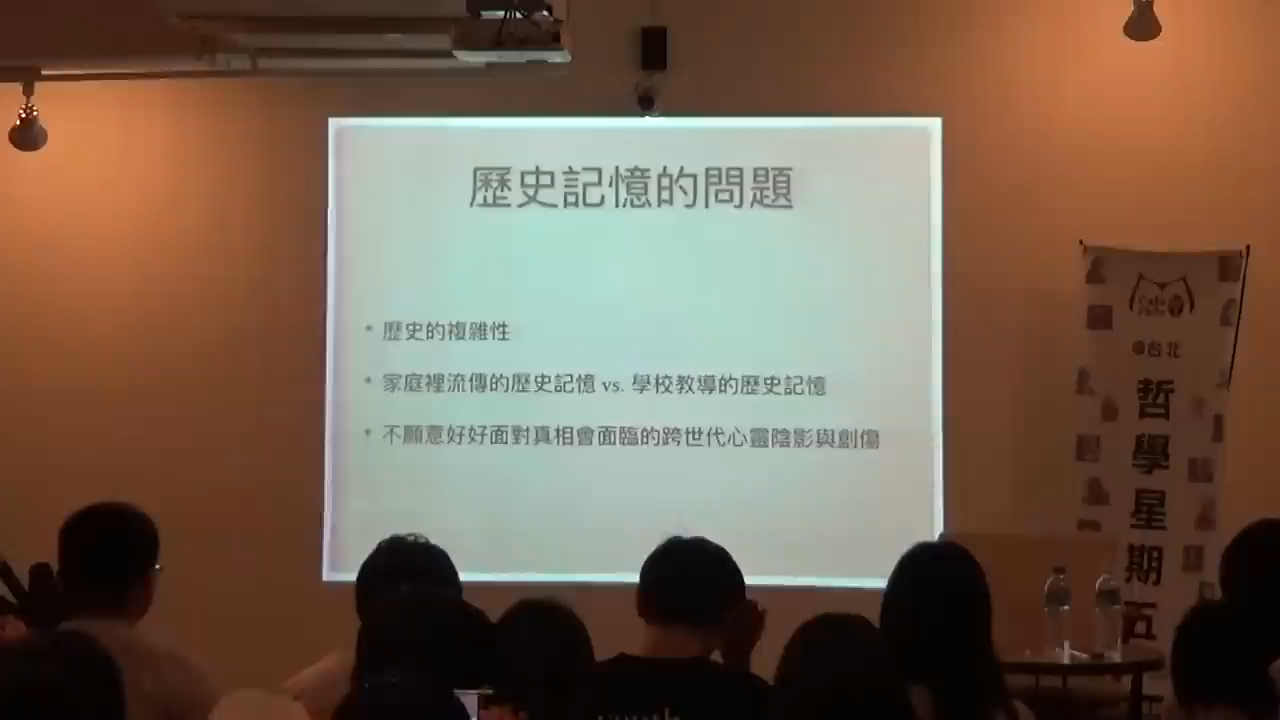 歷史記憶的問題
* 歷史的複雜性
* 家庭裡流傳的歷史記憶 vs. 學校教導的歷史記憶
* 不願意好好面對真相會面臨的跨世代心靈陰影與創傷
@台北
哲學星期五